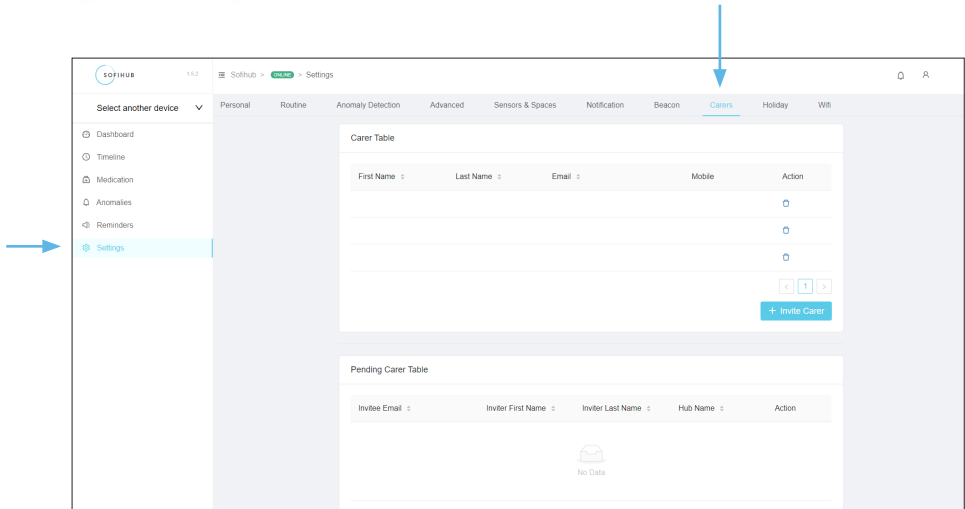 SOFIHUB 1.6.2
Sofihub > ONLINE > Settings
Select another device
Personal Routine Anomaly Detection Advanced Sensors & Spaces Notification Beacon Carers Holiday Wifi
Dashboard
Timeline
Medication
Anomalies
Reminders
Settings
Carer Table
First Name Last Name Email Mobile Action
< 1 >
+ Invite Carer
Pending Carer Table
Invitee Email Inviter First Name Inviter Last Name Hub Name Action
No Data